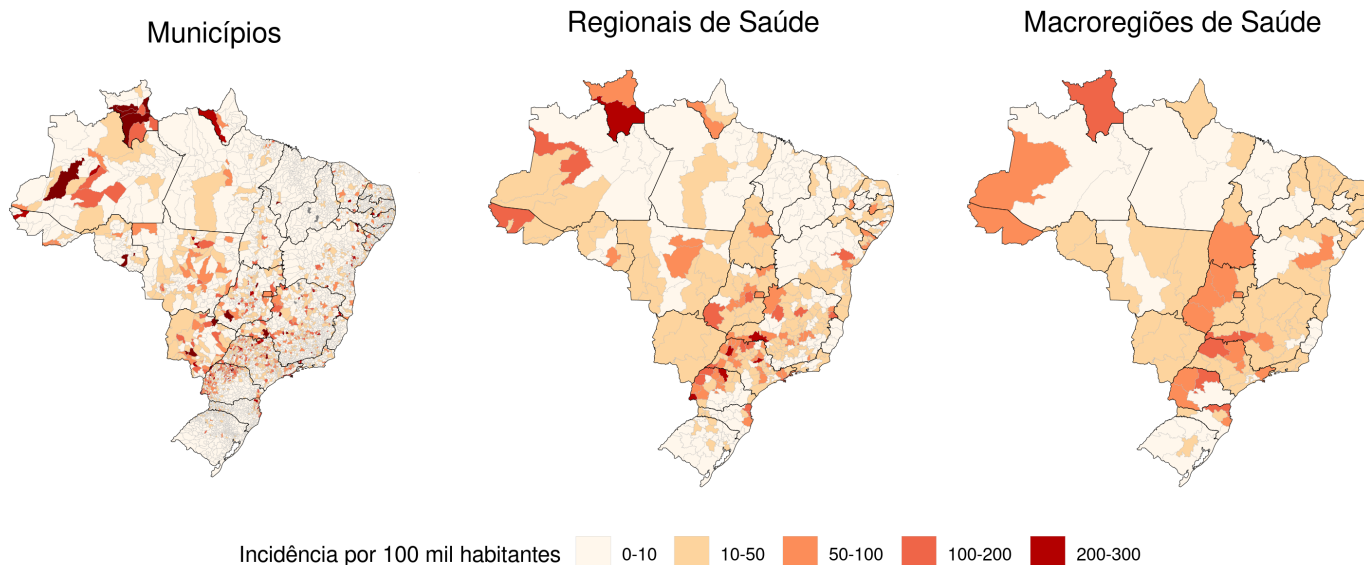 Municípios
Regionais de Saúde
Macroregiões de Saúde
Incidência por 100 mil habitantes 0-10 10-50 50-100 100-200 200-300